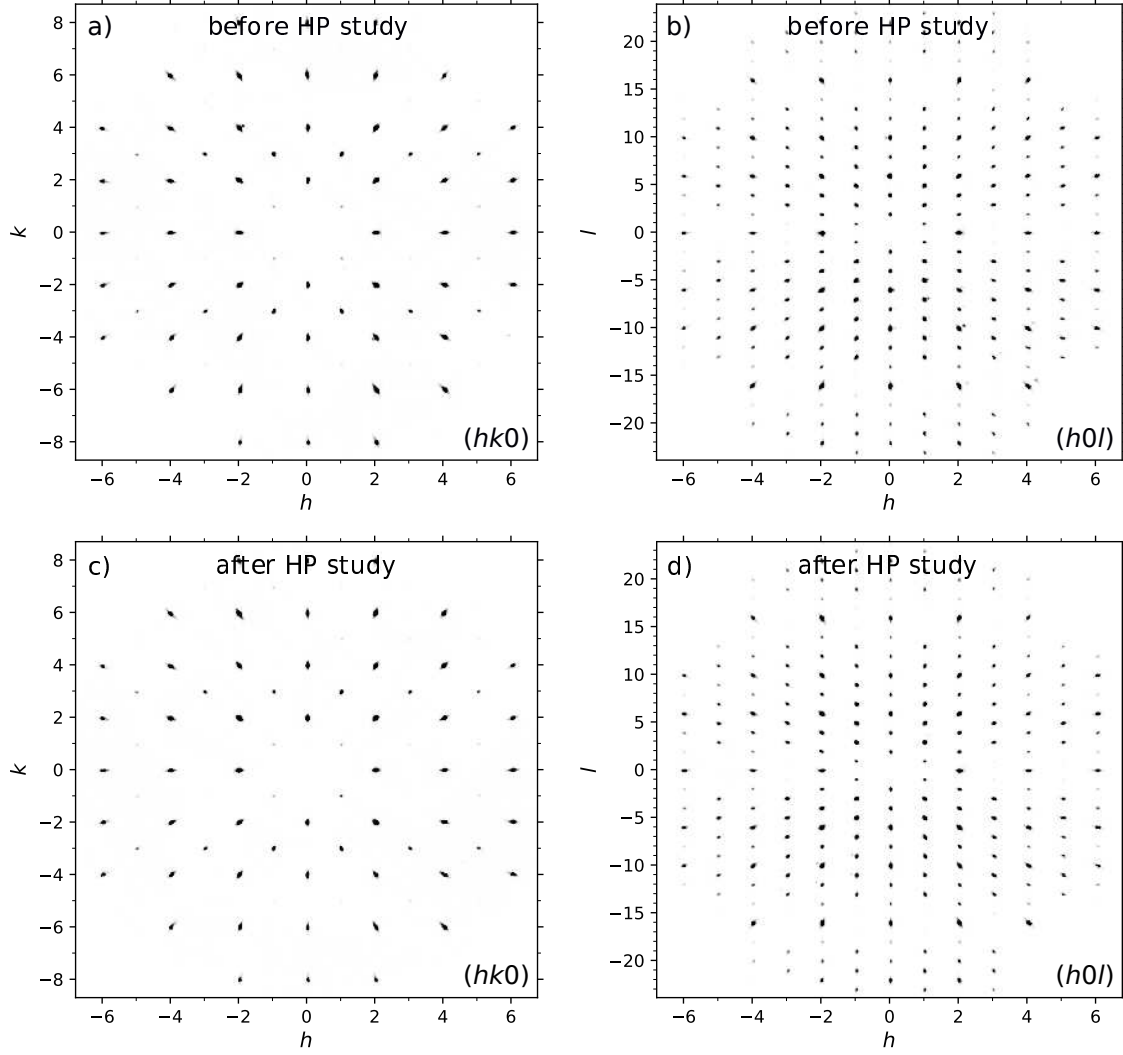 a) before HP study
8
6
4
2
0
−2
−4
−6
−8
k
(hk0)
−6 −4 −2 0 2 4 6
h
b) before HP study
20
15
10
5
0
−5
−10
−15
−20
l
(h0l)
−6 −4 −2 0 2 4 6
h
c) after HP study
8
6
4
2
0
−2
−4
−6
−8
k
(hk0)
−6 −4 −2 0 2 4 6
h
d) after HP study
20
15
10
5
0
−5
−10
−15
−20
l
(h0l)
−6 −4 −2 0 2 4 6
h